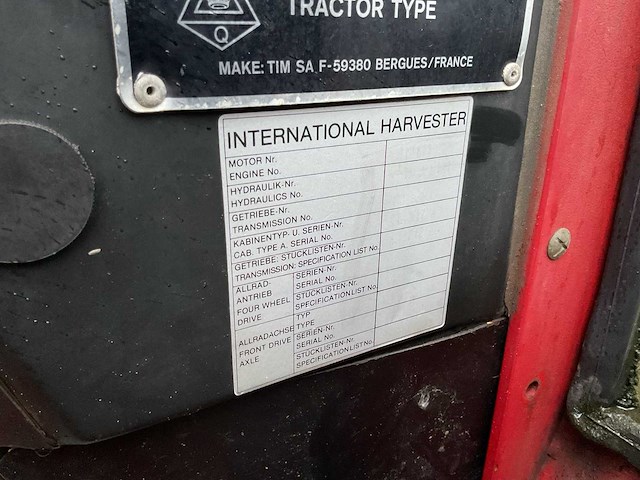 TRACTOR TYPE
Q
MAKE: TIM SA F-59380 BERGUES/FRANCE
INTERNATIONAL HARVESTER
MOTOR Nr.
ENGINE No.
HYDRAULIK-Nr.
HYDRAULICS No.
GETRIEBE-Nr.
TRANSMISSION No.
KABINENTYP- U. SERIEN-Nr.
CAB. TYPE A. SERIAL No.
GETRIEBE: STÜCKLISTEN-Nr.
TRANSMISSION: SPECIFICATION LIST No.
ALLRAD-
ANTRIEB
FOUR WHEEL
DRIVE
SERIEN-Nr.
SERIAL No.
STÜCKLISTEN-Nr.
SPECIFICATION LIST No.
ALLRADACHSE
FRONT DRIVE
AXLE
TYP
TYPE
SERIEN-Nr.
SERIAL No.
STÜCKLISTEN-Nr.
SPECIFICATION LIST No.